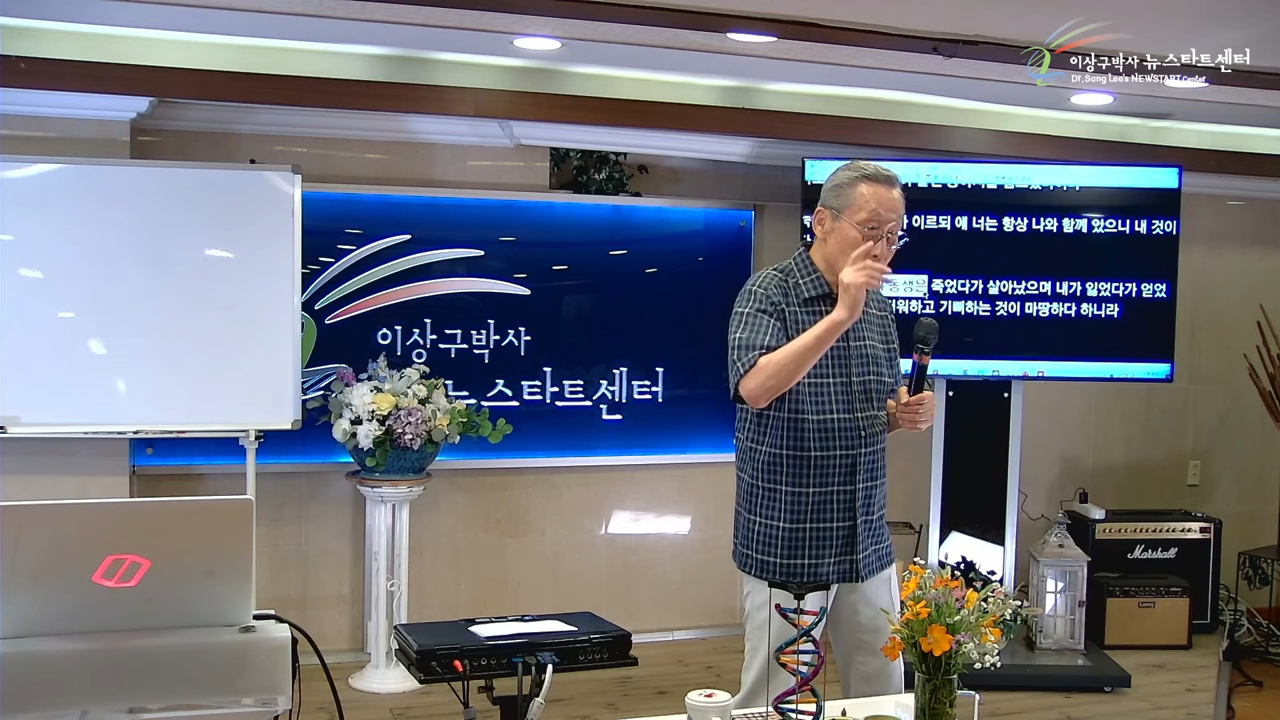 이상구박사 뉴스타트센터
Dr. Sang Lee's NEWSTART Center
이르되 얘 너는 항상 나와 함께 있으니 내 것이
동생은 죽었다가 살아났으며 내가 잃었다가 얻었
하고 기뻐하는 것이 마땅하다 하니라
이상구박사
뉴스타트센터
Marshall
Laney